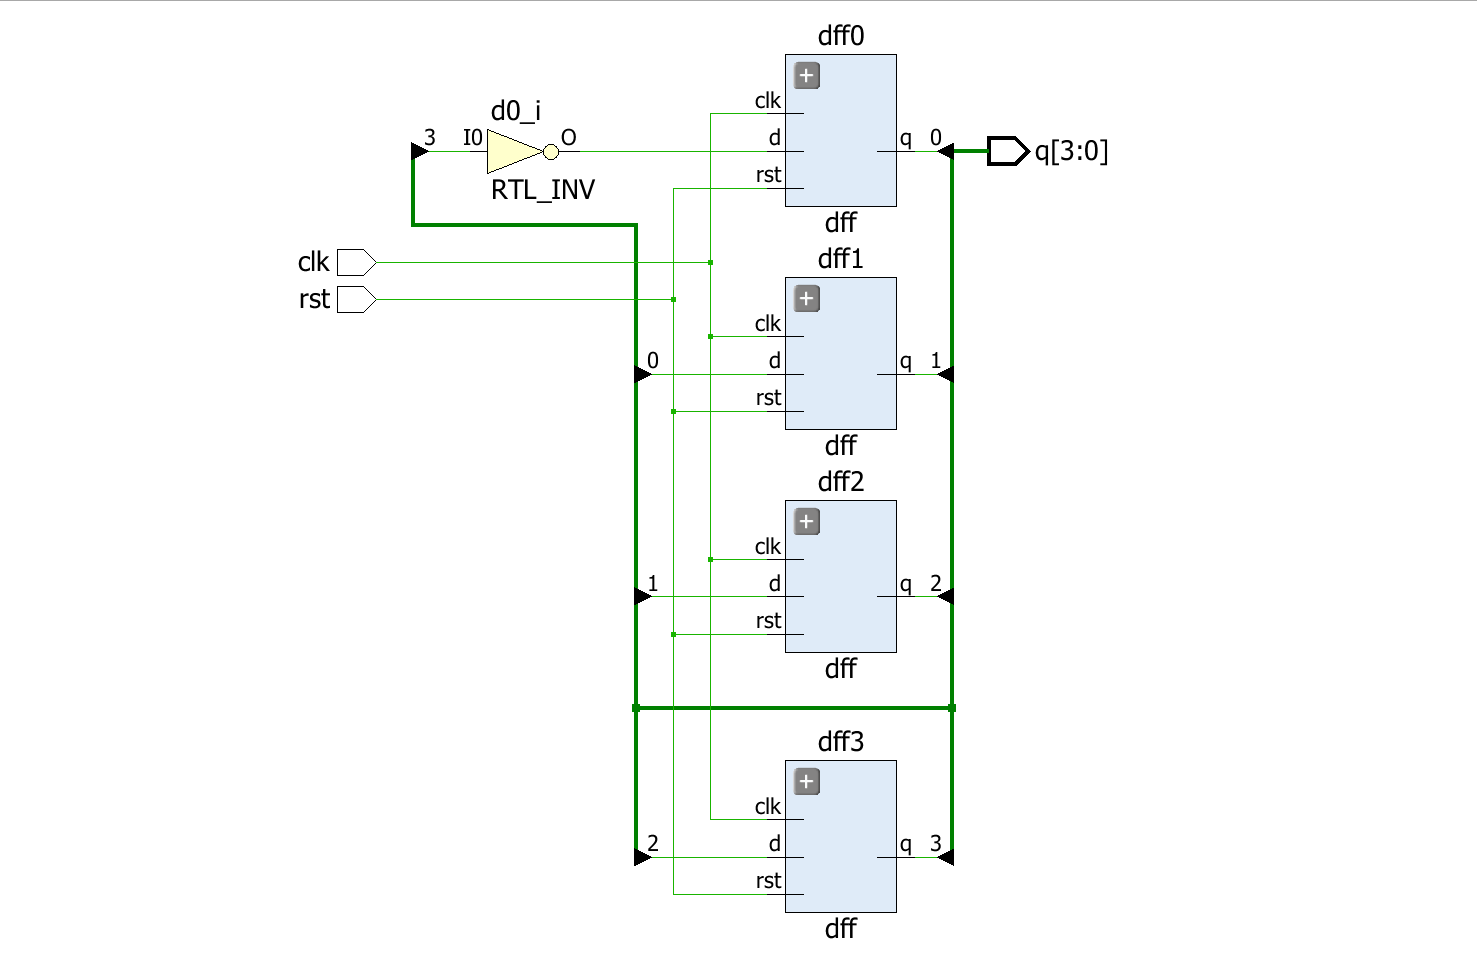 dff0
+
clk
d0_i
3 I0 O d q 0 q[3:0]
rst
RTL_INV
dff
dff1
clk
rst
+
clk
0 d q 1
rst
dff
dff2
+
clk
1 d q 2
rst
dff
dff3
+
clk
2 d q 3
rst
dff